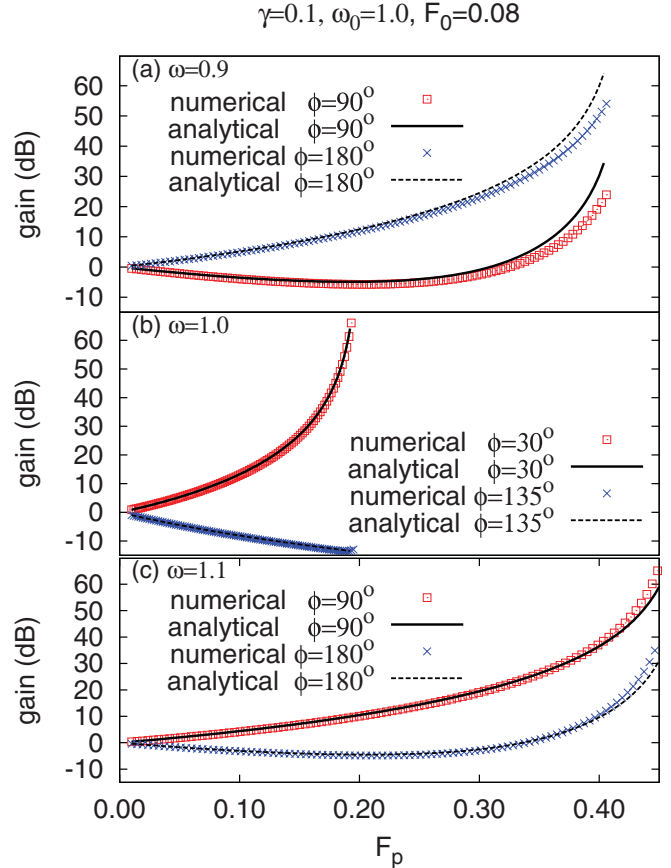 γ=0.1, ω₀=1.0, F₀=0.08
(a) ω=0.9
numerical ϕ=90°
analytical ϕ=90°
numerical ϕ=180°
analytical ϕ=180°
gain (dB)
60
50
40
30
20
10
0
-10
(b) ω=1.0
numerical ϕ=30°
analytical ϕ=30°
numerical ϕ=135°
analytical ϕ=135°
gain (dB)
60
50
40
30
20
10
0
-10
(c) ω=1.1
numerical ϕ=90°
analytical ϕ=90°
numerical ϕ=180°
analytical ϕ=180°
gain (dB)
60
50
40
30
20
10
0
-10
0.00 0.10 0.20 0.30 0.40
Fₚ